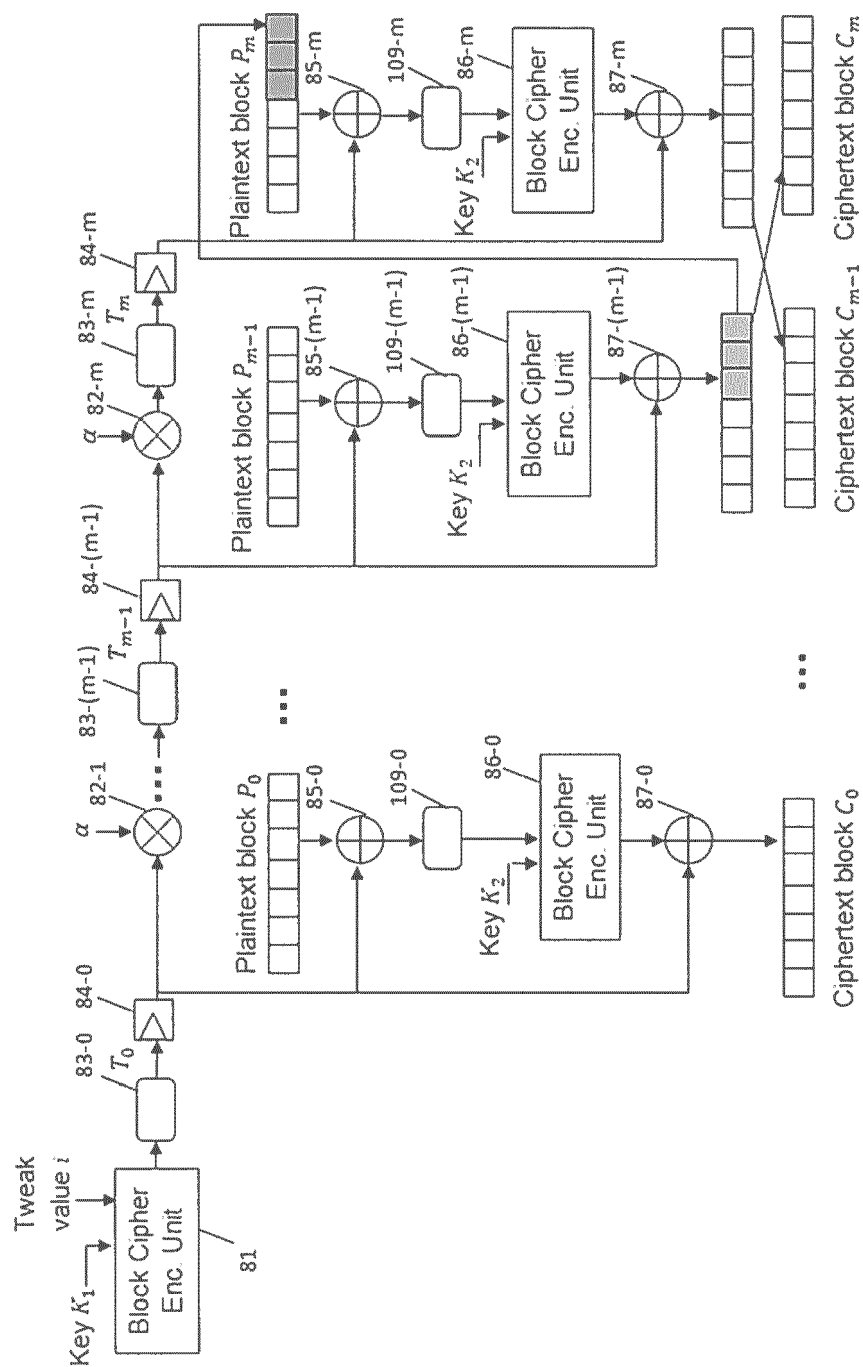 Tweak
value i
Key K₁
Block Cipher
Enc. Unit
81
83-0
T₀
84-0
α
82-1
...
83-(m-1)
Tₘ₋₁
84-(m-1)
α
82-m
83-m
Tₘ
84-m
Plaintext block P₀
85-0
109-0
Key K₂
Block Cipher
Enc. Unit
86-0
87-0
Ciphertext block C₀
...
...
Plaintext block Pₘ₋₁
85-(m-1)
109-(m-1)
Key K₂
Block Cipher
Enc. Unit
86-(m-1)
87-(m-1)
Ciphertext block Cₘ₋₁
Plaintext block Pₘ
85-m
109-m
Key K₂
Block Cipher
Enc. Unit
86-m
87-m
Ciphertext block Cₘ